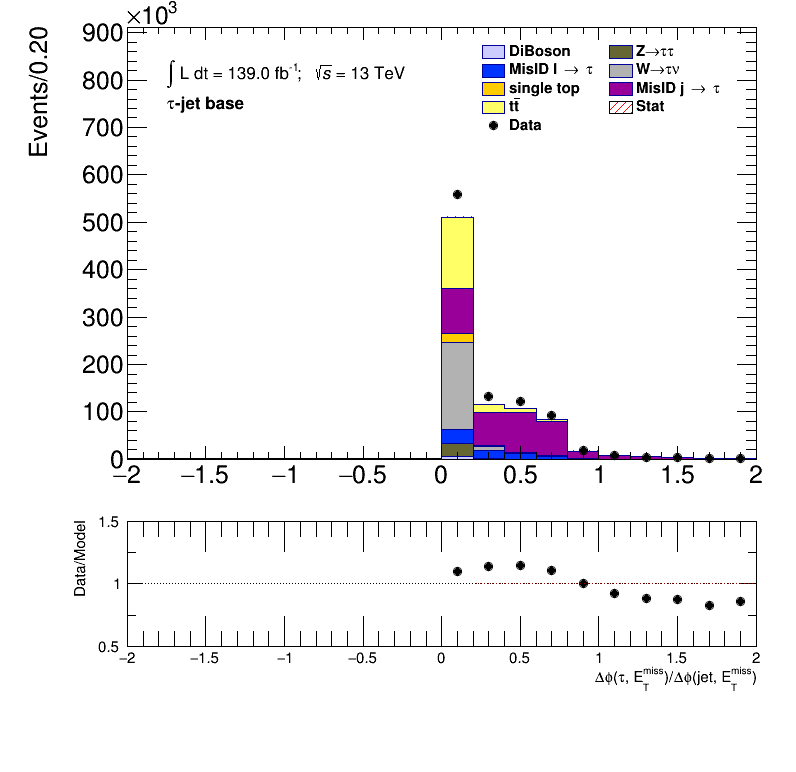 ×10³
Events/0.20
900
800
700
600
500
400
300
200
100
0
∫ L dt = 139.0 fb⁻¹; √s = 13 TeV
τ-jet base
DiBoson Z→ττ
MisID l → τ W→τν
single top MisID j → τ
tt̄ Stat
Data
−2 −1.5 −1 −0.5 0 0.5 1 1.5 2
Data/Model
1.5
1
0.5
−2 −1.5 −1 −0.5 0 0.5 1 1.5 2
Δϕ(τ, E_T^miss)/Δϕ(jet, E_T^miss)